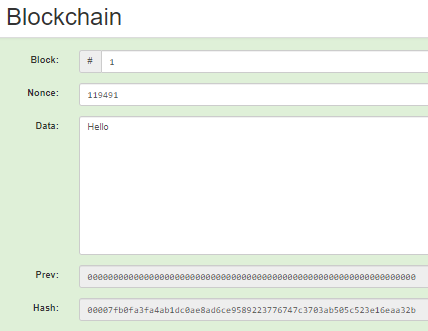 Blockchain
Block: # 1
Nonce: 119491
Data: Hello
Prev: 0000000000000000000000000000000000000000000000000000000000000000
Hash: 00007fb0fa3fa4ab1dc0ae8ad6ce9589223776747c3703ab505c523e16eaa32b